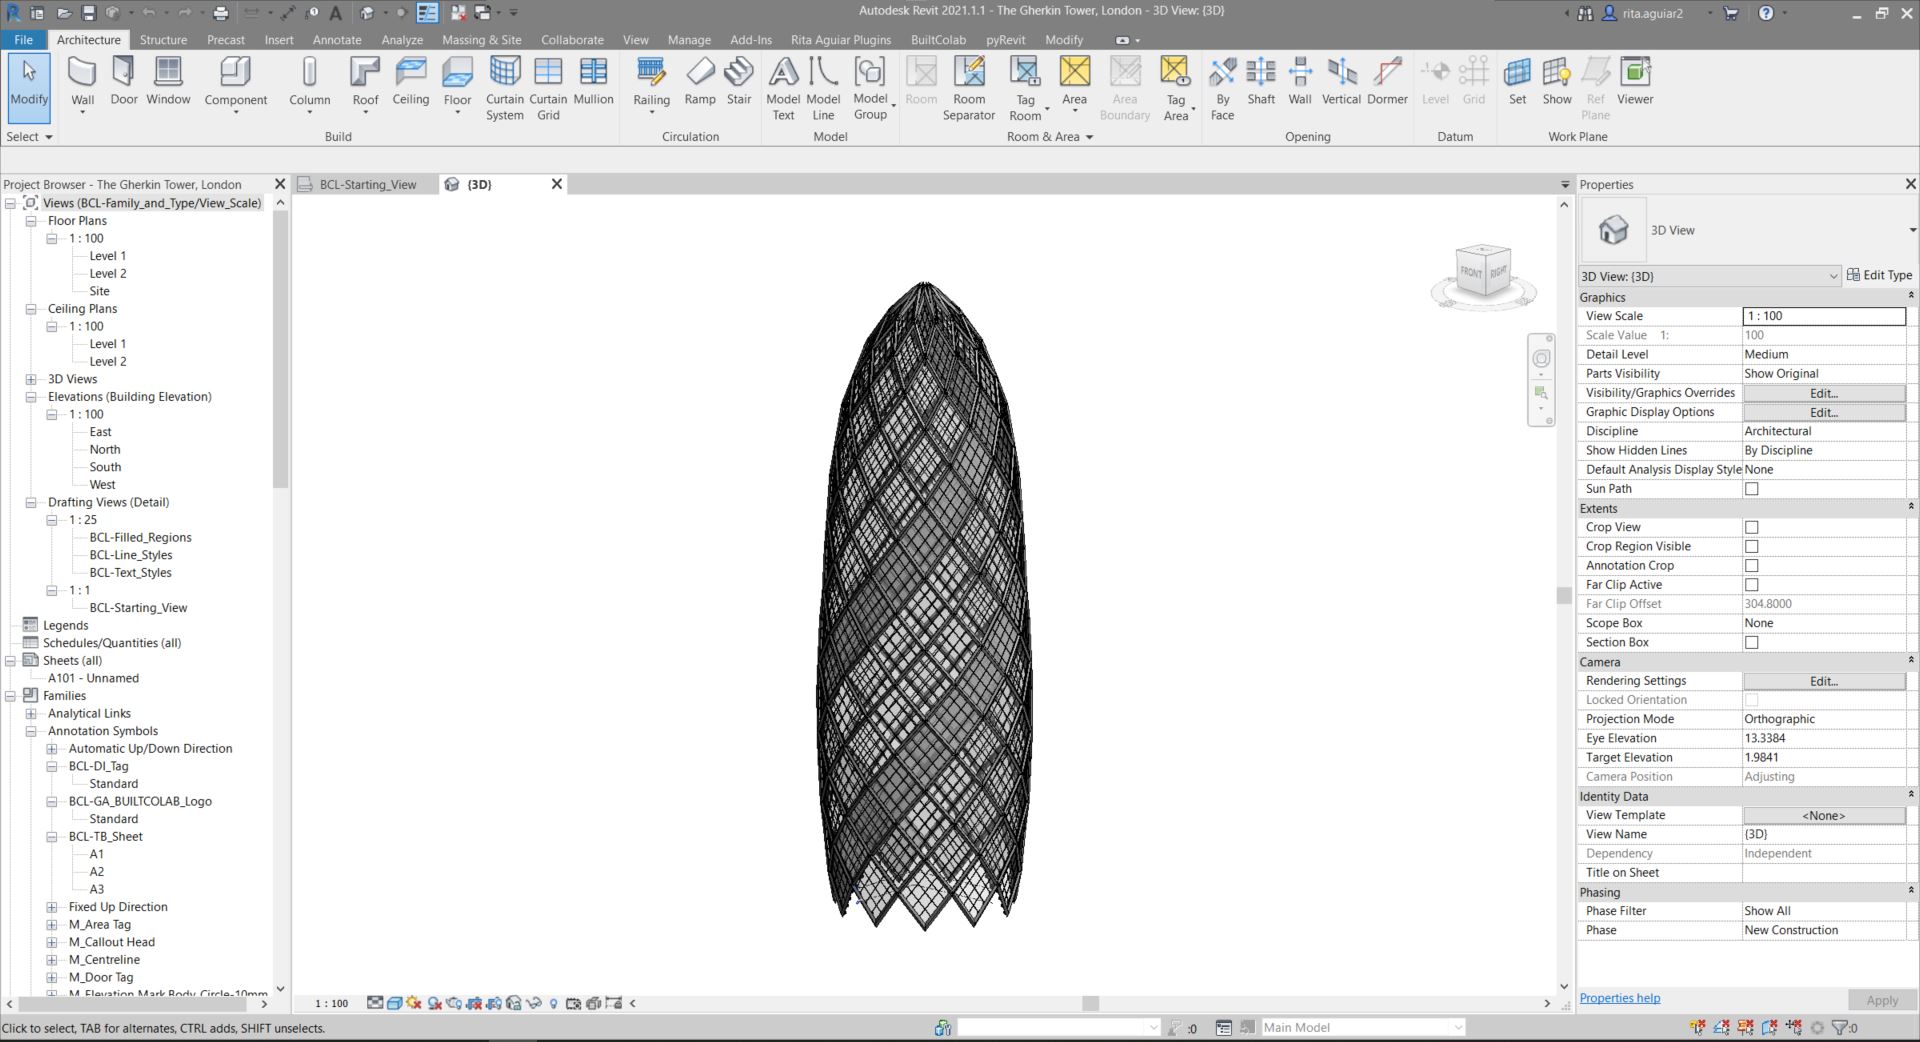 Autodesk Revit 2021.1.1 - The Gherkin Tower, London - 3D View: {3D}
rita.aguiar2
File Architecture Structure Precast Insert Annotate Analyze Massing & Site Collaborate View Manage Add-Ins Rita Aguiar Plugins BuiltColab pyRevit Modify
Modify Wall Door Window Component Column Roof Ceiling Floor Curtain System Curtain Grid Mullion Railing Ramp Stair Model Text Model Line Model Group Room Room Separator Tag Room Area Area Boundary Tag Area By Face Shaft Wall Vertical Dormer Level Grid Set Show Ref Plane Viewer
Select Build Circulation Model Room & Area Opening Datum Work Plane
Project Browser - The Gherkin Tower, London
BCL-Starting_View
{3D}
Views (BCL-Family_and_Type/View_Scale)
Floor Plans
1 : 100
Level 1
Level 2
Site
Ceiling Plans
1 : 100
Level 1
Level 2
3D Views
Elevations (Building Elevation)
1 : 100
East
North
South
West
Drafting Views (Detail)
1 : 25
BCL-Filled_Regions
BCL-Line_Styles
BCL-Text_Styles
1 : 1
BCL-Starting_View
Legends
Schedules/Quantities (all)
Sheets (all)
A101 - Unnamed
Families
Analytical Links
Annotation Symbols
Automatic Up/Down Direction
BCL-DI_Tag
Standard
BCL-GA_BUILTCOLAB_Logo
Standard
BCL-TB_Sheet
A1
A2
A3
Fixed Up Direction
M_Area Tag
M_Callout Head
M_Centreline
M_Door Tag
M_Elevation Mark Body_Circle-10mm
FRONT RIGHT
Properties
3D View
3D View: {3D} Edit Type
Graphics
View Scale 1 : 100
Scale Value 1: 100
Detail Level Medium
Parts Visibility Show Original
Visibility/Graphics Overrides Edit...
Graphic Display Options Edit...
Discipline Architectural
Show Hidden Lines By Discipline
Default Analysis Display Style None
Sun Path
Extents
Crop View
Crop Region Visible
Annotation Crop
Far Clip Active
Far Clip Offset 304.8000
Scope Box None
Section Box
Camera
Rendering Settings Edit...
Locked Orientation
Projection Mode Orthographic
Eye Elevation 13.3384
Target Elevation 1.9841
Camera Position Adjusting
Identity Data
View Template <None>
View Name {3D}
Dependency Independent
Title on Sheet
Phasing
Phase Filter Show All
Phase New Construction
Properties help Apply
1 : 100
Click to select, TAB for alternates, CTRL adds, SHIFT unselects.
:0
Main Model
:0